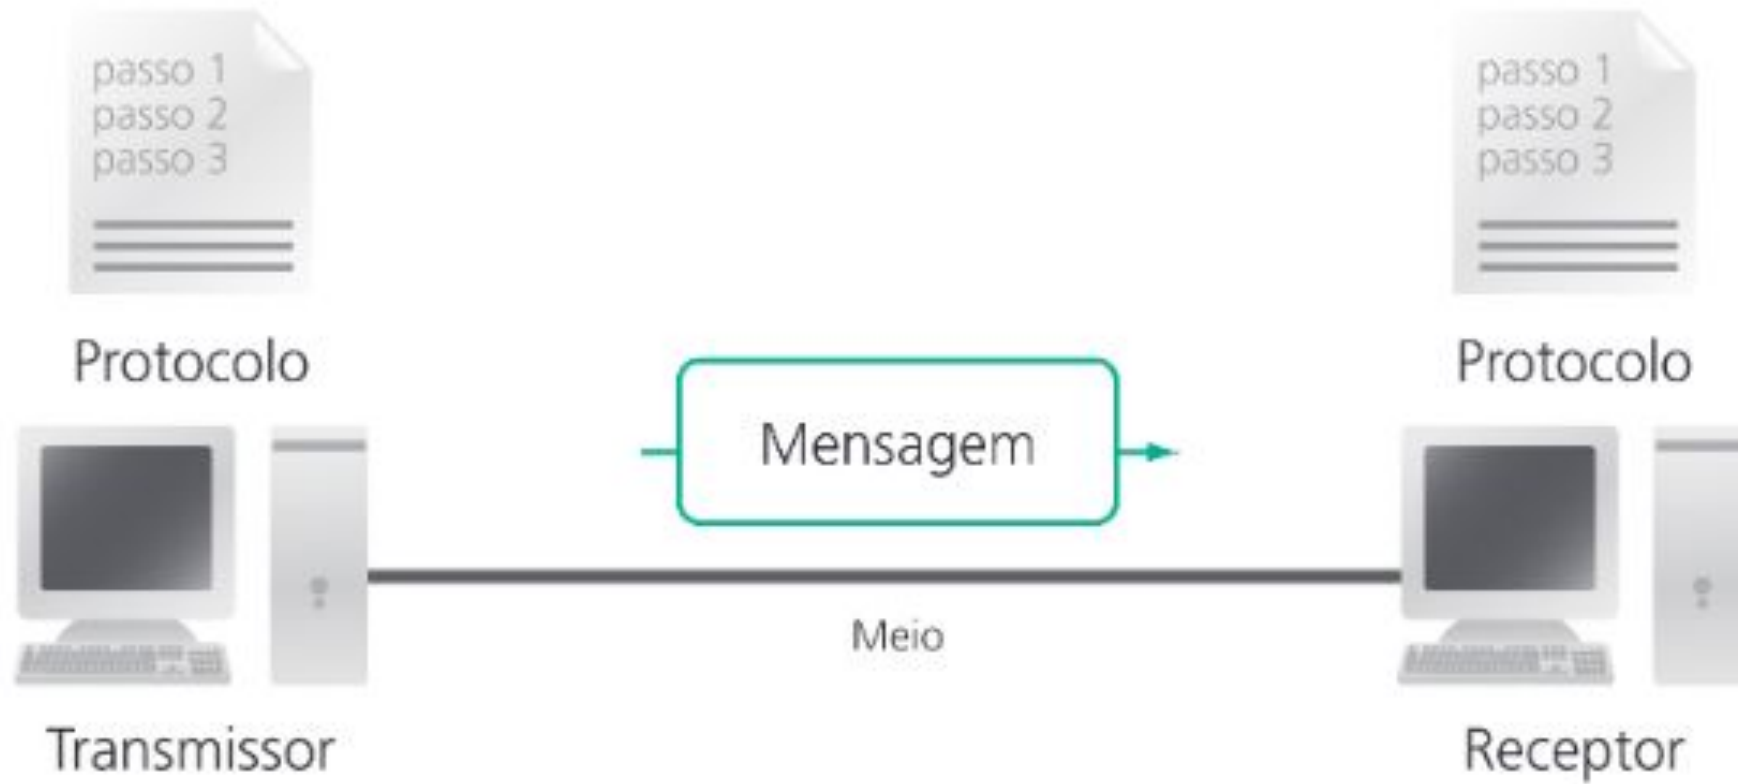 passo 1
passo 2
passo 3
Protocolo
passo 1
passo 2
passo 3
Protocolo
Mensagem
Meio
Transmissor
Receptor